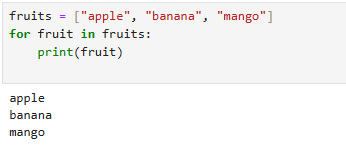 fruits = ["apple", "banana", "mango"]
for fruit in fruits:
    print(fruit)
apple
banana
mango